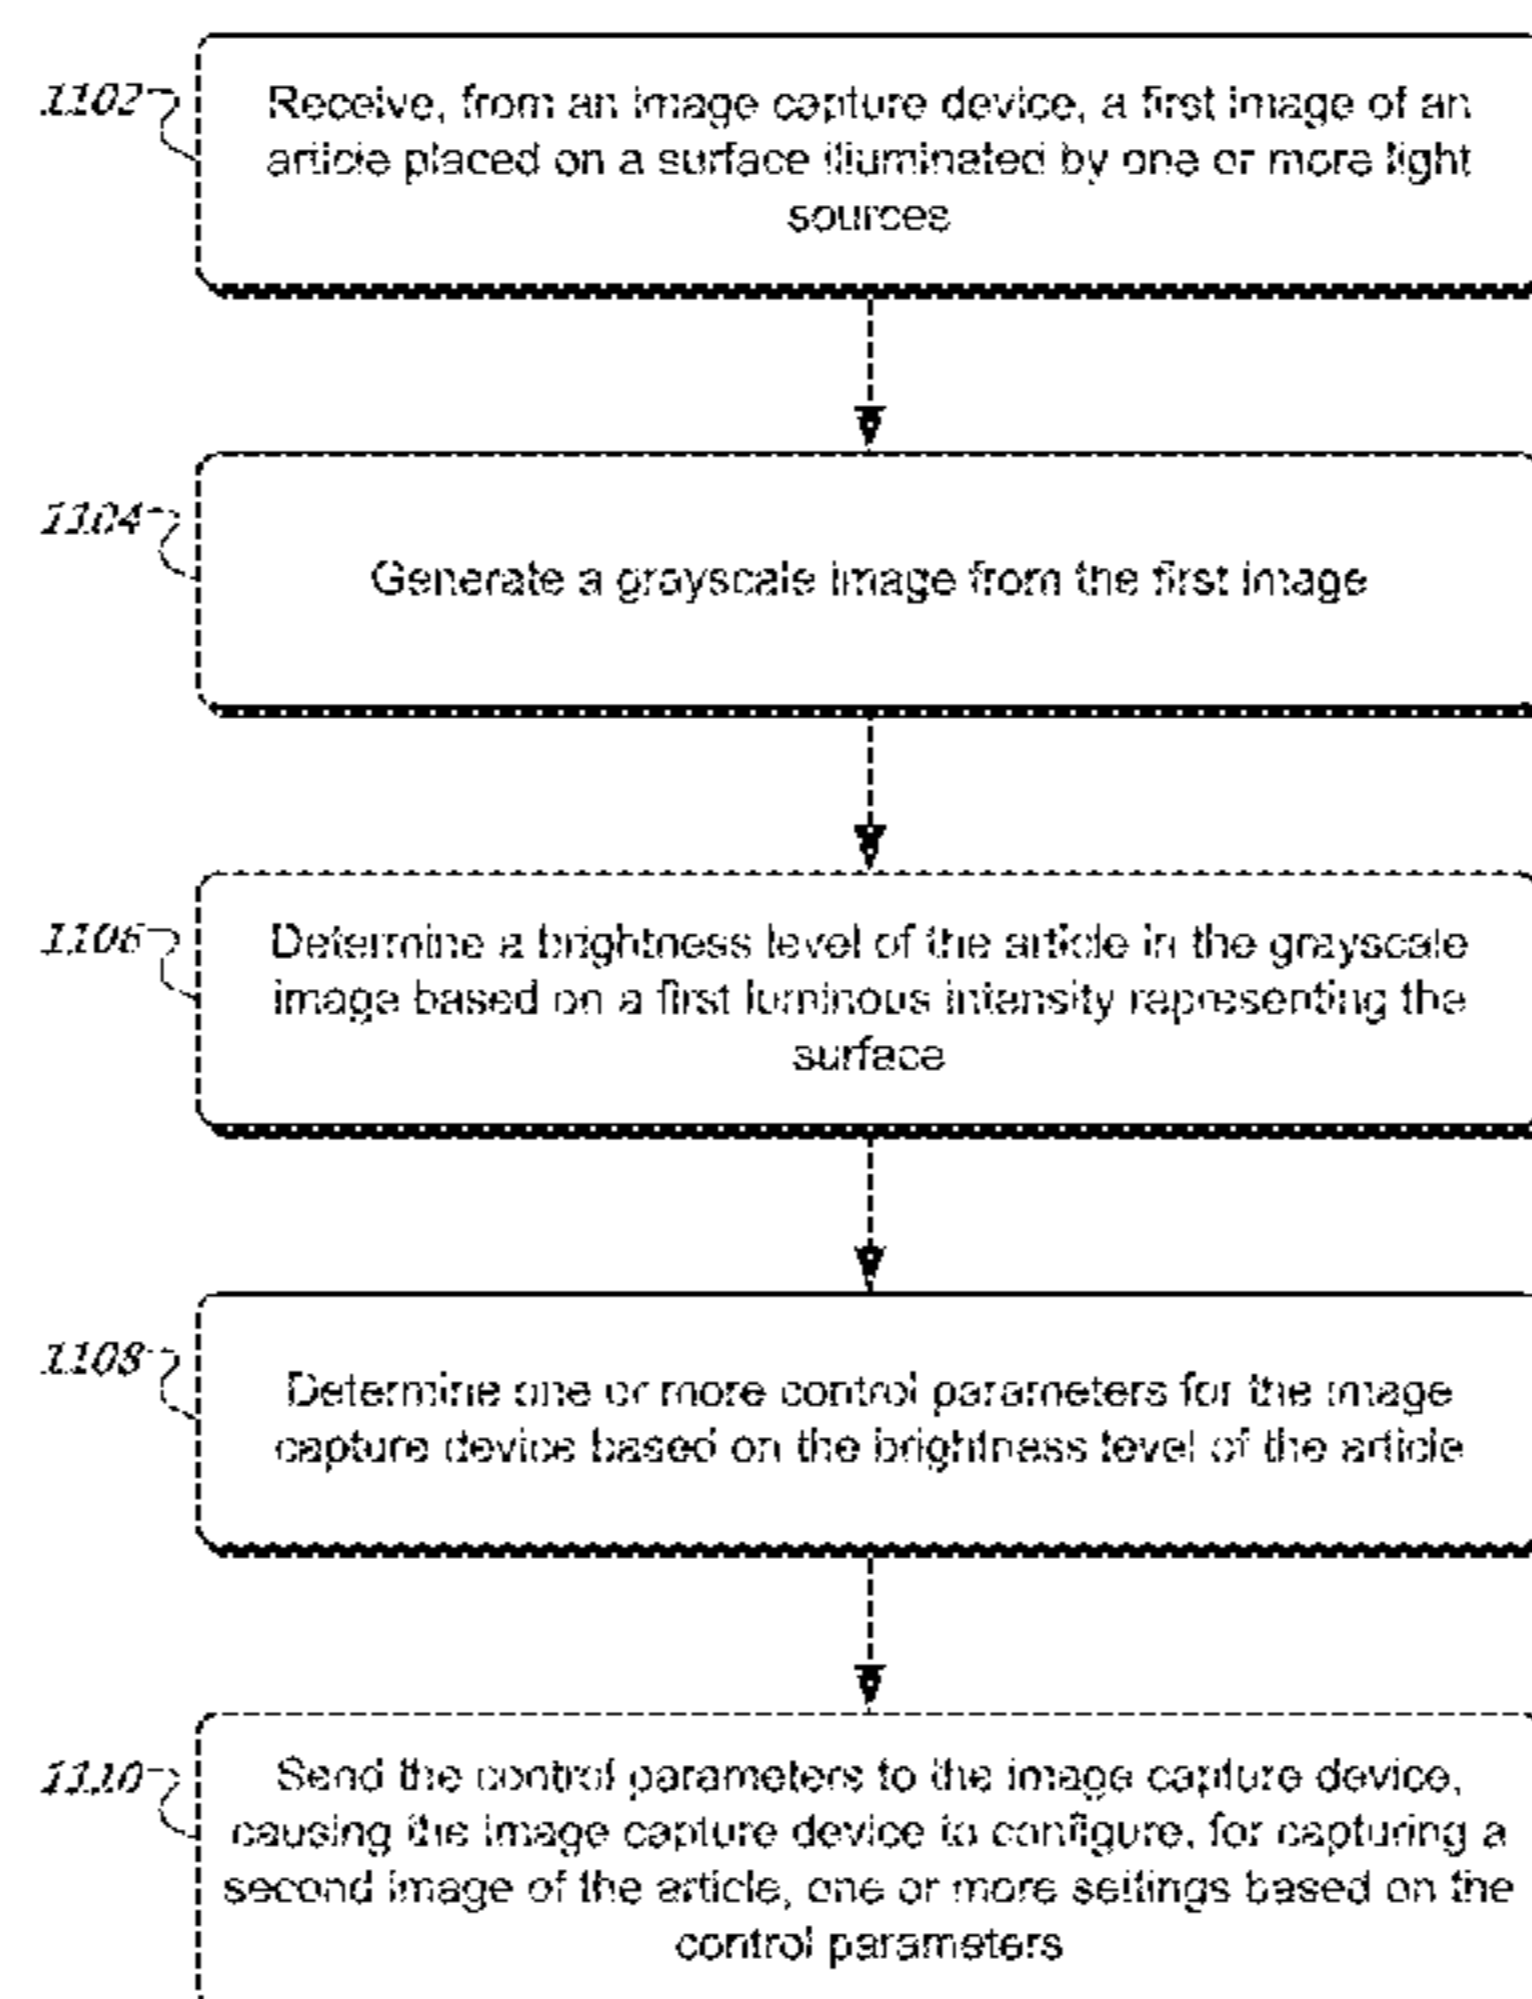 1102
Receive, from an image capture device, a first image of an
article placed on a surface illuminated by one or more light
sources
1104
Generate a grayscale image from the first image
1106
Determine a brightness level of the article in the grayscale
image based on a first luminous intensity representing the
surface
1108
Determine one or more control parameters for the image
capture device based on the brightness level of the article
1110
Send the control parameters to the image capture device,
causing the image capture device to configure, for capturing a
second image of the article, one or more settings based on the
control parameters